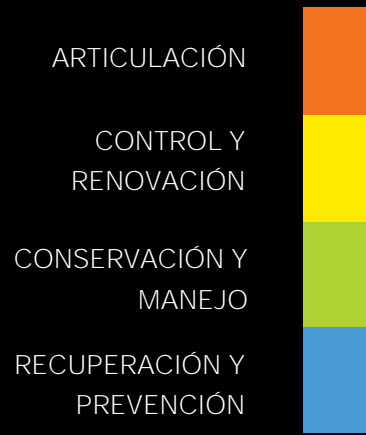 ARTICULACIÓN
CONTROL Y
RENOVACIÓN
CONSERVACIÓN Y
MANEJO
RECUPERACIÓN Y
PREVENCIÓN